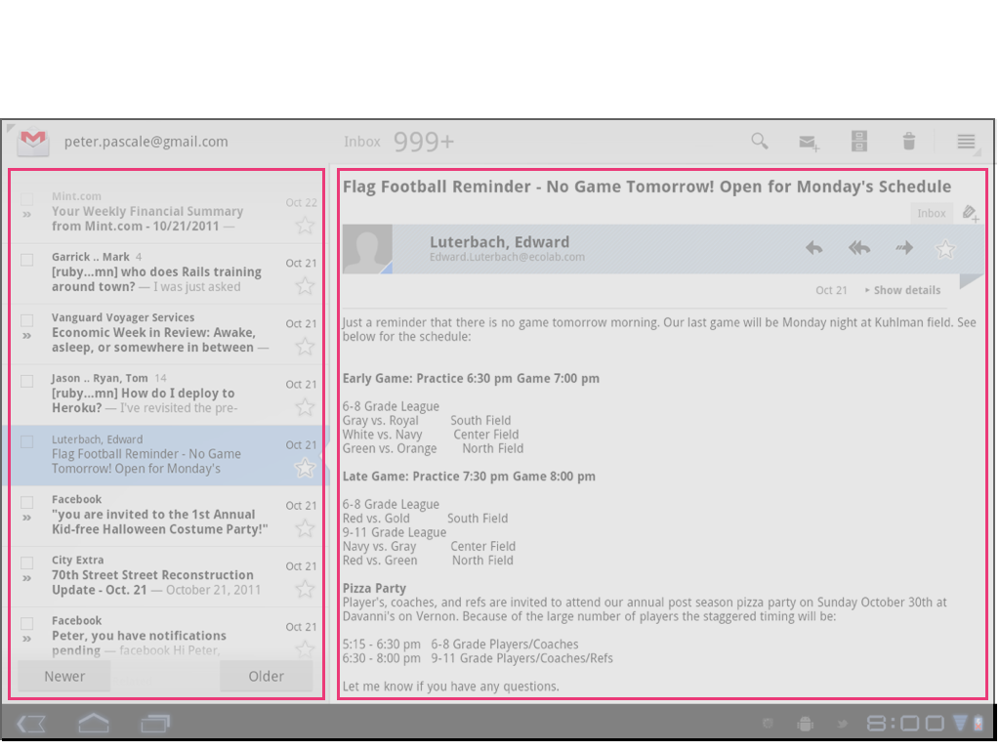 peter.pascale@gmail.com
Inbox 999+
Mint.com
Oct 22
Your Weekly Financial Summary
from Mint.com - 10/21/2011 —
Garrick .. Mark 4
Oct 21
[ruby...mn] who does Rails training
around town? — I was just asked
Vanguard Voyager Services
Oct 21
Economic Week in Review: Awake,
asleep, or somewhere in between —
Jason .. Ryan, Tom 14
Oct 21
[ruby...mn] How do I deploy to
Heroku? — I've revisited the pre-
Luterbach, Edward
Oct 21
Flag Football Reminder - No Game
Tomorrow! Open for Monday's
Facebook
Oct 21
"you are invited to the 1st Annual
Kid-free Halloween Costume Party!"
City Extra
Oct 21
70th Street Street Reconstruction
Update - Oct. 21 — October 21, 2011
Facebook
Oct 21
Peter, you have notifications
pending — facebook Hi Peter,
Newer
Older
Flag Football Reminder - No Game Tomorrow! Open for Monday's Schedule
Inbox
Luterbach, Edward
Edward.Luterbach@ecolab.com
Oct 21 Show details
Just a reminder that there is no game tomorrow morning. Our last game will be Monday night at Kuhlman field. See
below for the schedule:
Early Game: Practice 6:30 pm Game 7:00 pm
6-8 Grade League
Gray vs. Royal South Field
White vs. Navy Center Field
Green vs. Orange North Field
Late Game: Practice 7:30 pm Game 8:00 pm
6-8 Grade League
Red vs. Gold South Field
9-11 Grade League
Navy vs. Gray Center Field
Red vs. Green North Field
Pizza Party
Player's, coaches, and refs are invited to attend our annual post season pizza party on Sunday October 30th at
Davanni's on Vernon. Because of the large number of players the staggered timing will be:
5:15 - 6:30 pm 6-8 Grade Players/Coaches
6:30 - 8:00 pm 9-11 Grade Players/Coaches/Refs
Let me know if you have any questions.
8:00